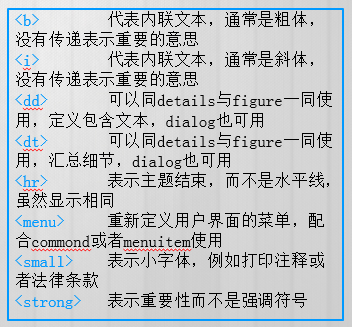 <b> 代表内联文本，通常是粗体，
没有传递表示重要的意思
<i> 代表内联文本，通常是斜体，
没有传递表示重要的意思
<dd> 可以同details与figure一同使
用，定义包含文本，dialog也可用
<dt> 可以同details与figure一同使
用，汇总细节，dialog也可用
<hr> 表示主题结束，而不是水平线，
虽然显示相同
<menu> 重新定义用户界面的菜单，配
合commond或者menuitem使用
<small> 表示小字体，例如打印注释或
者法律条款
<strong> 表示重要性而不是强调符号